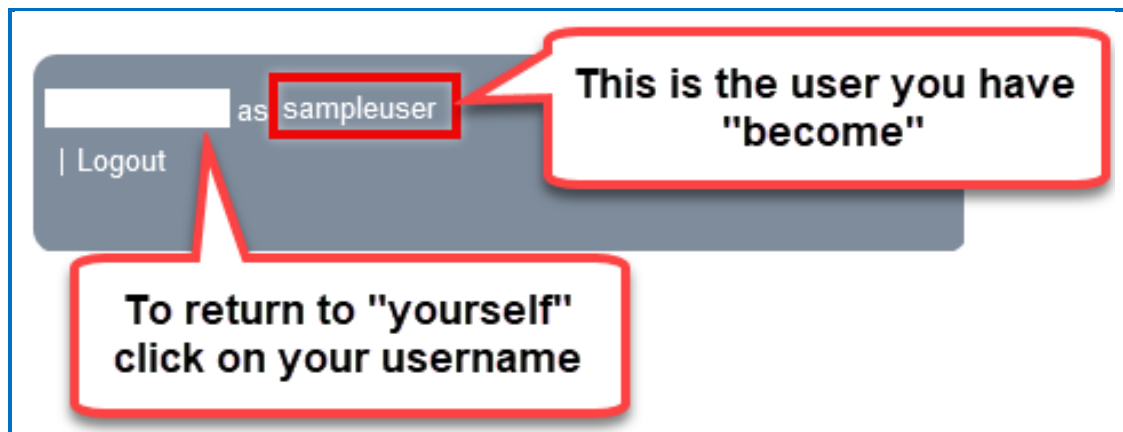 This is the user you have
"become"
as sampleuser
| Logout
To return to "yourself"
click on your username